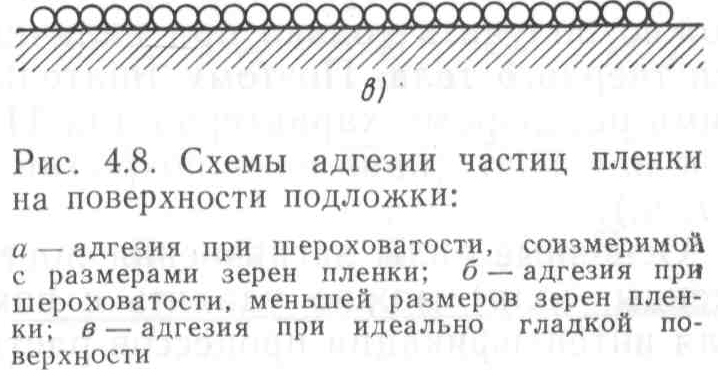 в)
Рис. 4.8. Схемы адгезии частиц пленки
на поверхности подложки:
а — адгезия при шероховатости, соизмеримой
с размерами зерен пленки; б — адгезия при
шероховатости, меньшей размеров зерен плен-
ки; в — адгезия при идеально гладкой по-
верхности